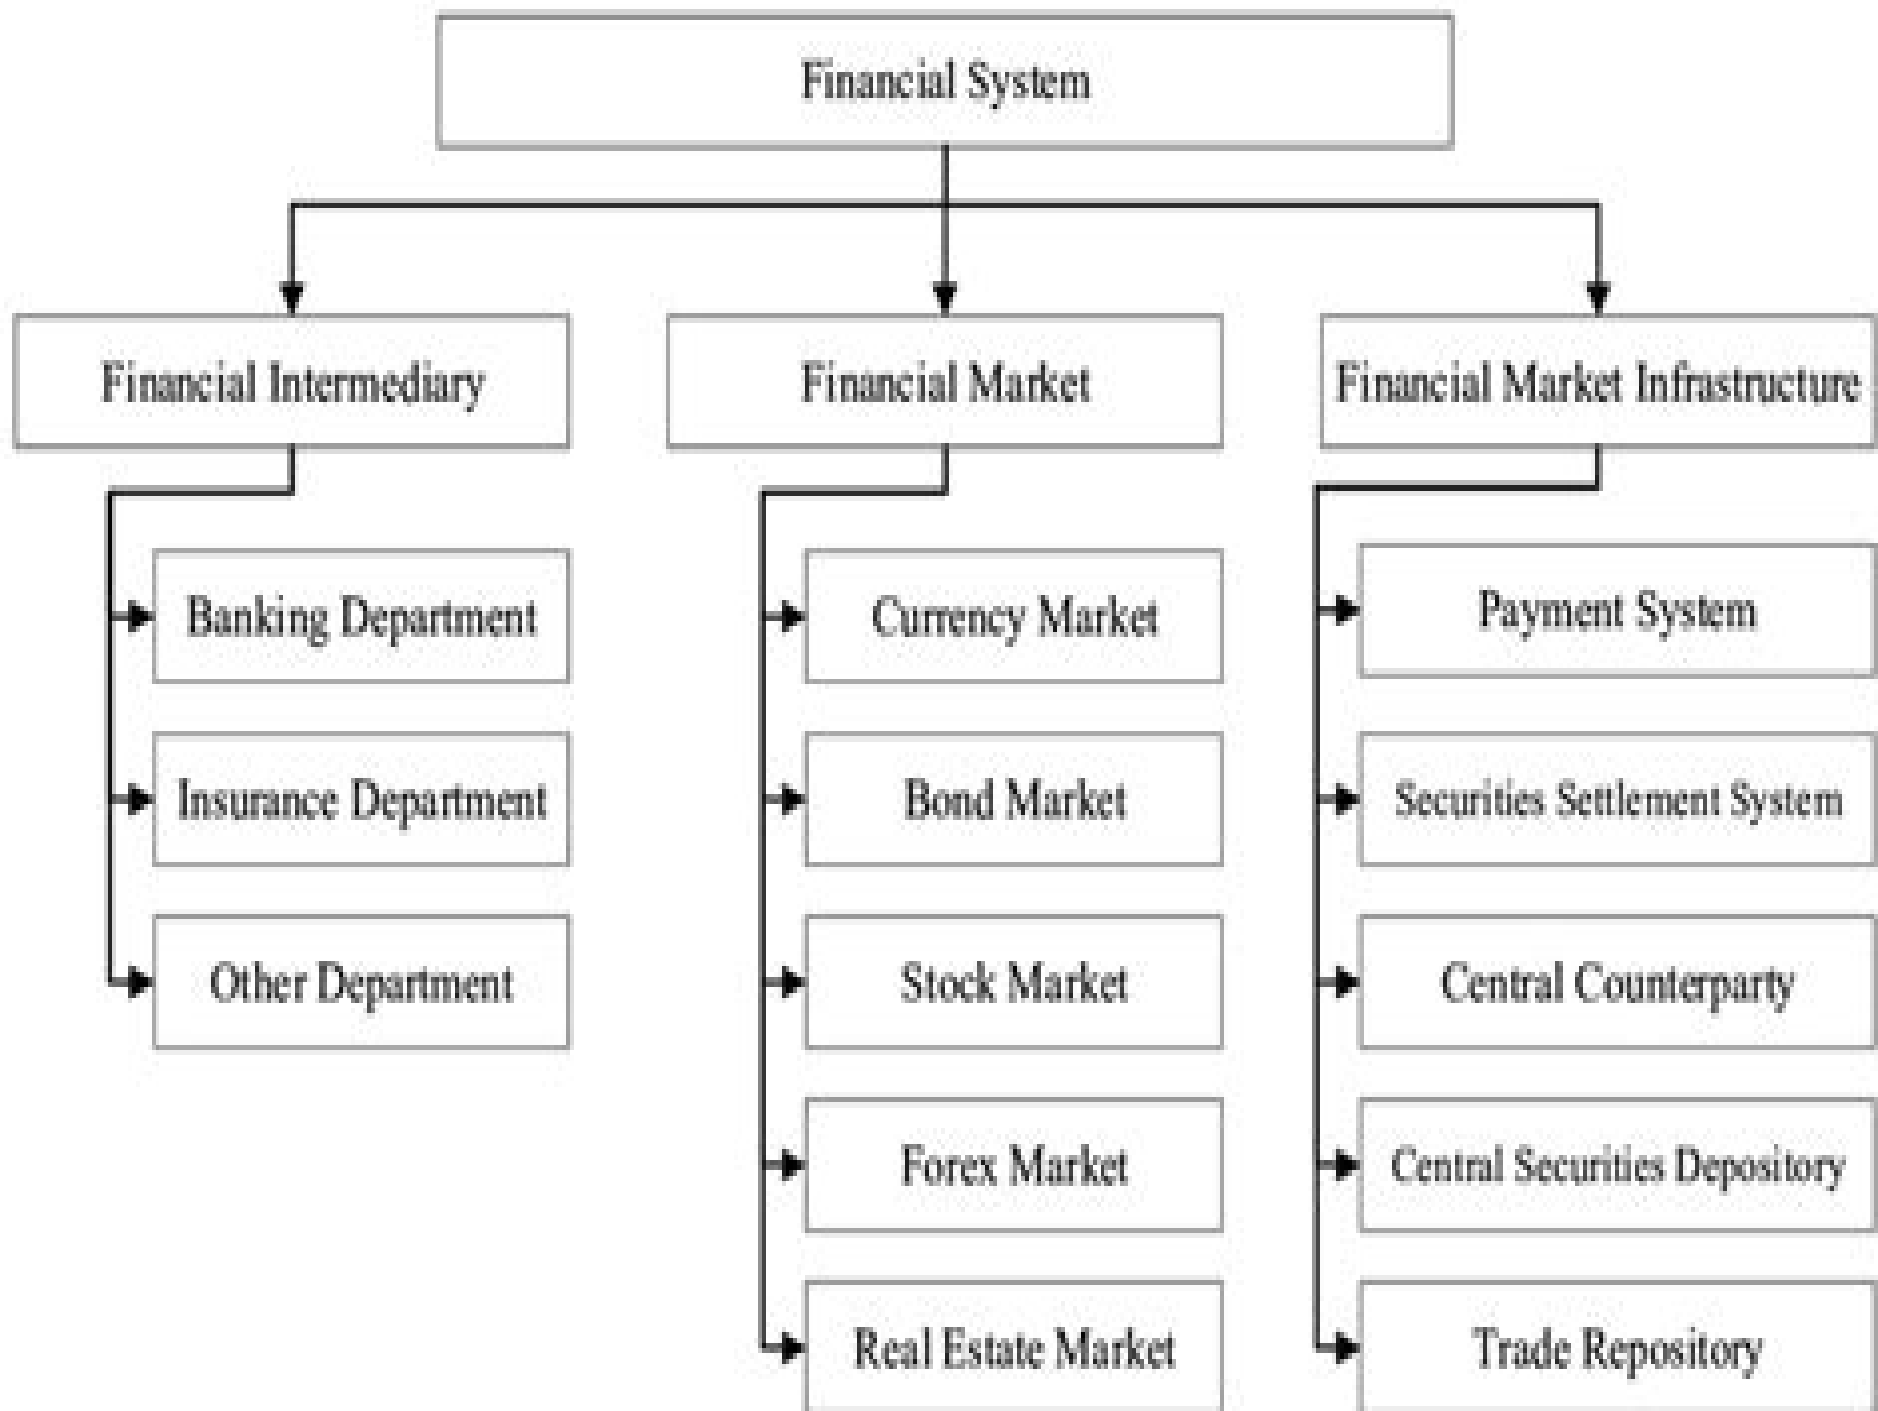 Financial System
Financial Intermediary
Financial Market
Financial Market Infrastructure
Banking Department
Insurance Department
Other Department
Currency Market
Bond Market
Stock Market
Forex Market
Real Estate Market
Payment System
Securities Settlement System
Central Counterparty
Central Securities Depository
Trade Repository